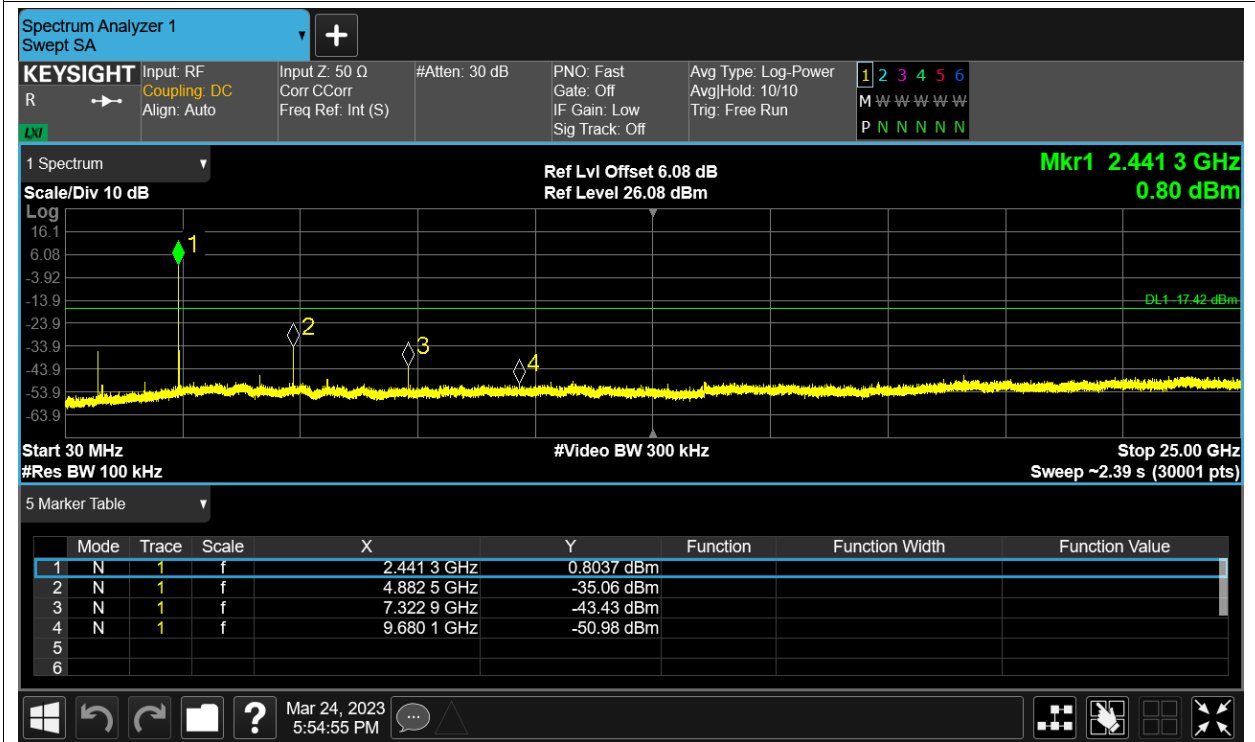 Spectrum Analyzer 1
Swept SA
KEYSIGHT
R
LXI
Input: RF
Coupling: DC
Align: Auto
Input Z: 50 Ω
Corr CCorr
Freq Ref: Int (S)
#Atten: 30 dB
PNO: Fast
Gate: Off
IF Gain: Low
Sig Track: Off
Avg Type: Log-Power
Avg|Hold: 10/10
Trig: Free Run
1 2 3 4 5 6
M W W W W W
P N N N N N
1 Spectrum
Scale/Div 10 dB
Ref Lvl Offset 6.08 dB
Ref Level 26.08 dBm
Mkr1 2.441 3 GHz
0.80 dBm
Log
16.1
6.08
-3.92
-13.9
-23.9
-33.9
-43.9
-53.9
-63.9
1
2
3
4
DL1 -17.42 dBm
Start 30 MHz
#Video BW 300 kHz
Stop 25.00 GHz
#Res BW 100 kHz
Sweep ~2.39 s (30001 pts)
5 Marker Table
Mode Trace Scale X Y Function Function Width Function Value
1 N 1 f 2.441 3 GHz 0.8037 dBm
2 N 1 f 4.882 5 GHz -35.06 dBm
3 N 1 f 7.322 9 GHz -43.43 dBm
4 N 1 f 9.680 1 GHz -50.98 dBm
5
6
?
Mar 24, 2023
5:54:55 PM